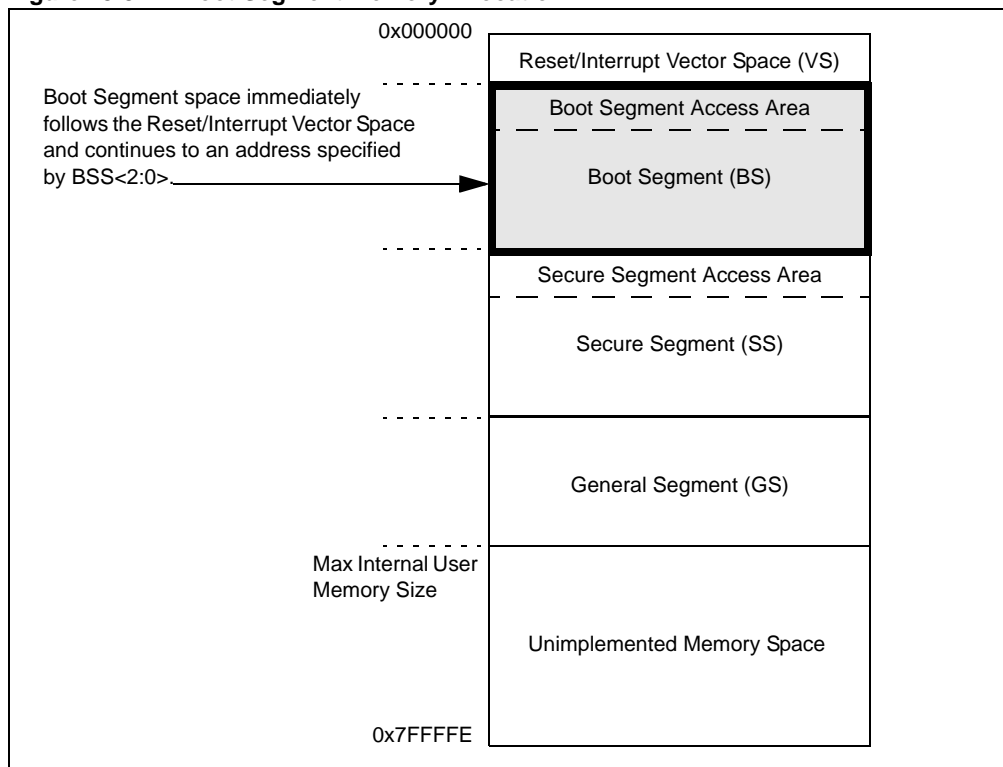 0x000000
Reset/Interrupt Vector Space (VS)
Boot Segment space immediately
follows the Reset/Interrupt Vector Space
and continues to an address specified
by BSS<2:0>.
Boot Segment Access Area
Boot Segment (BS)
Secure Segment Access Area
Secure Segment (SS)
General Segment (GS)
Max Internal User
Memory Size
Unimplemented Memory Space
0x7FFFFE